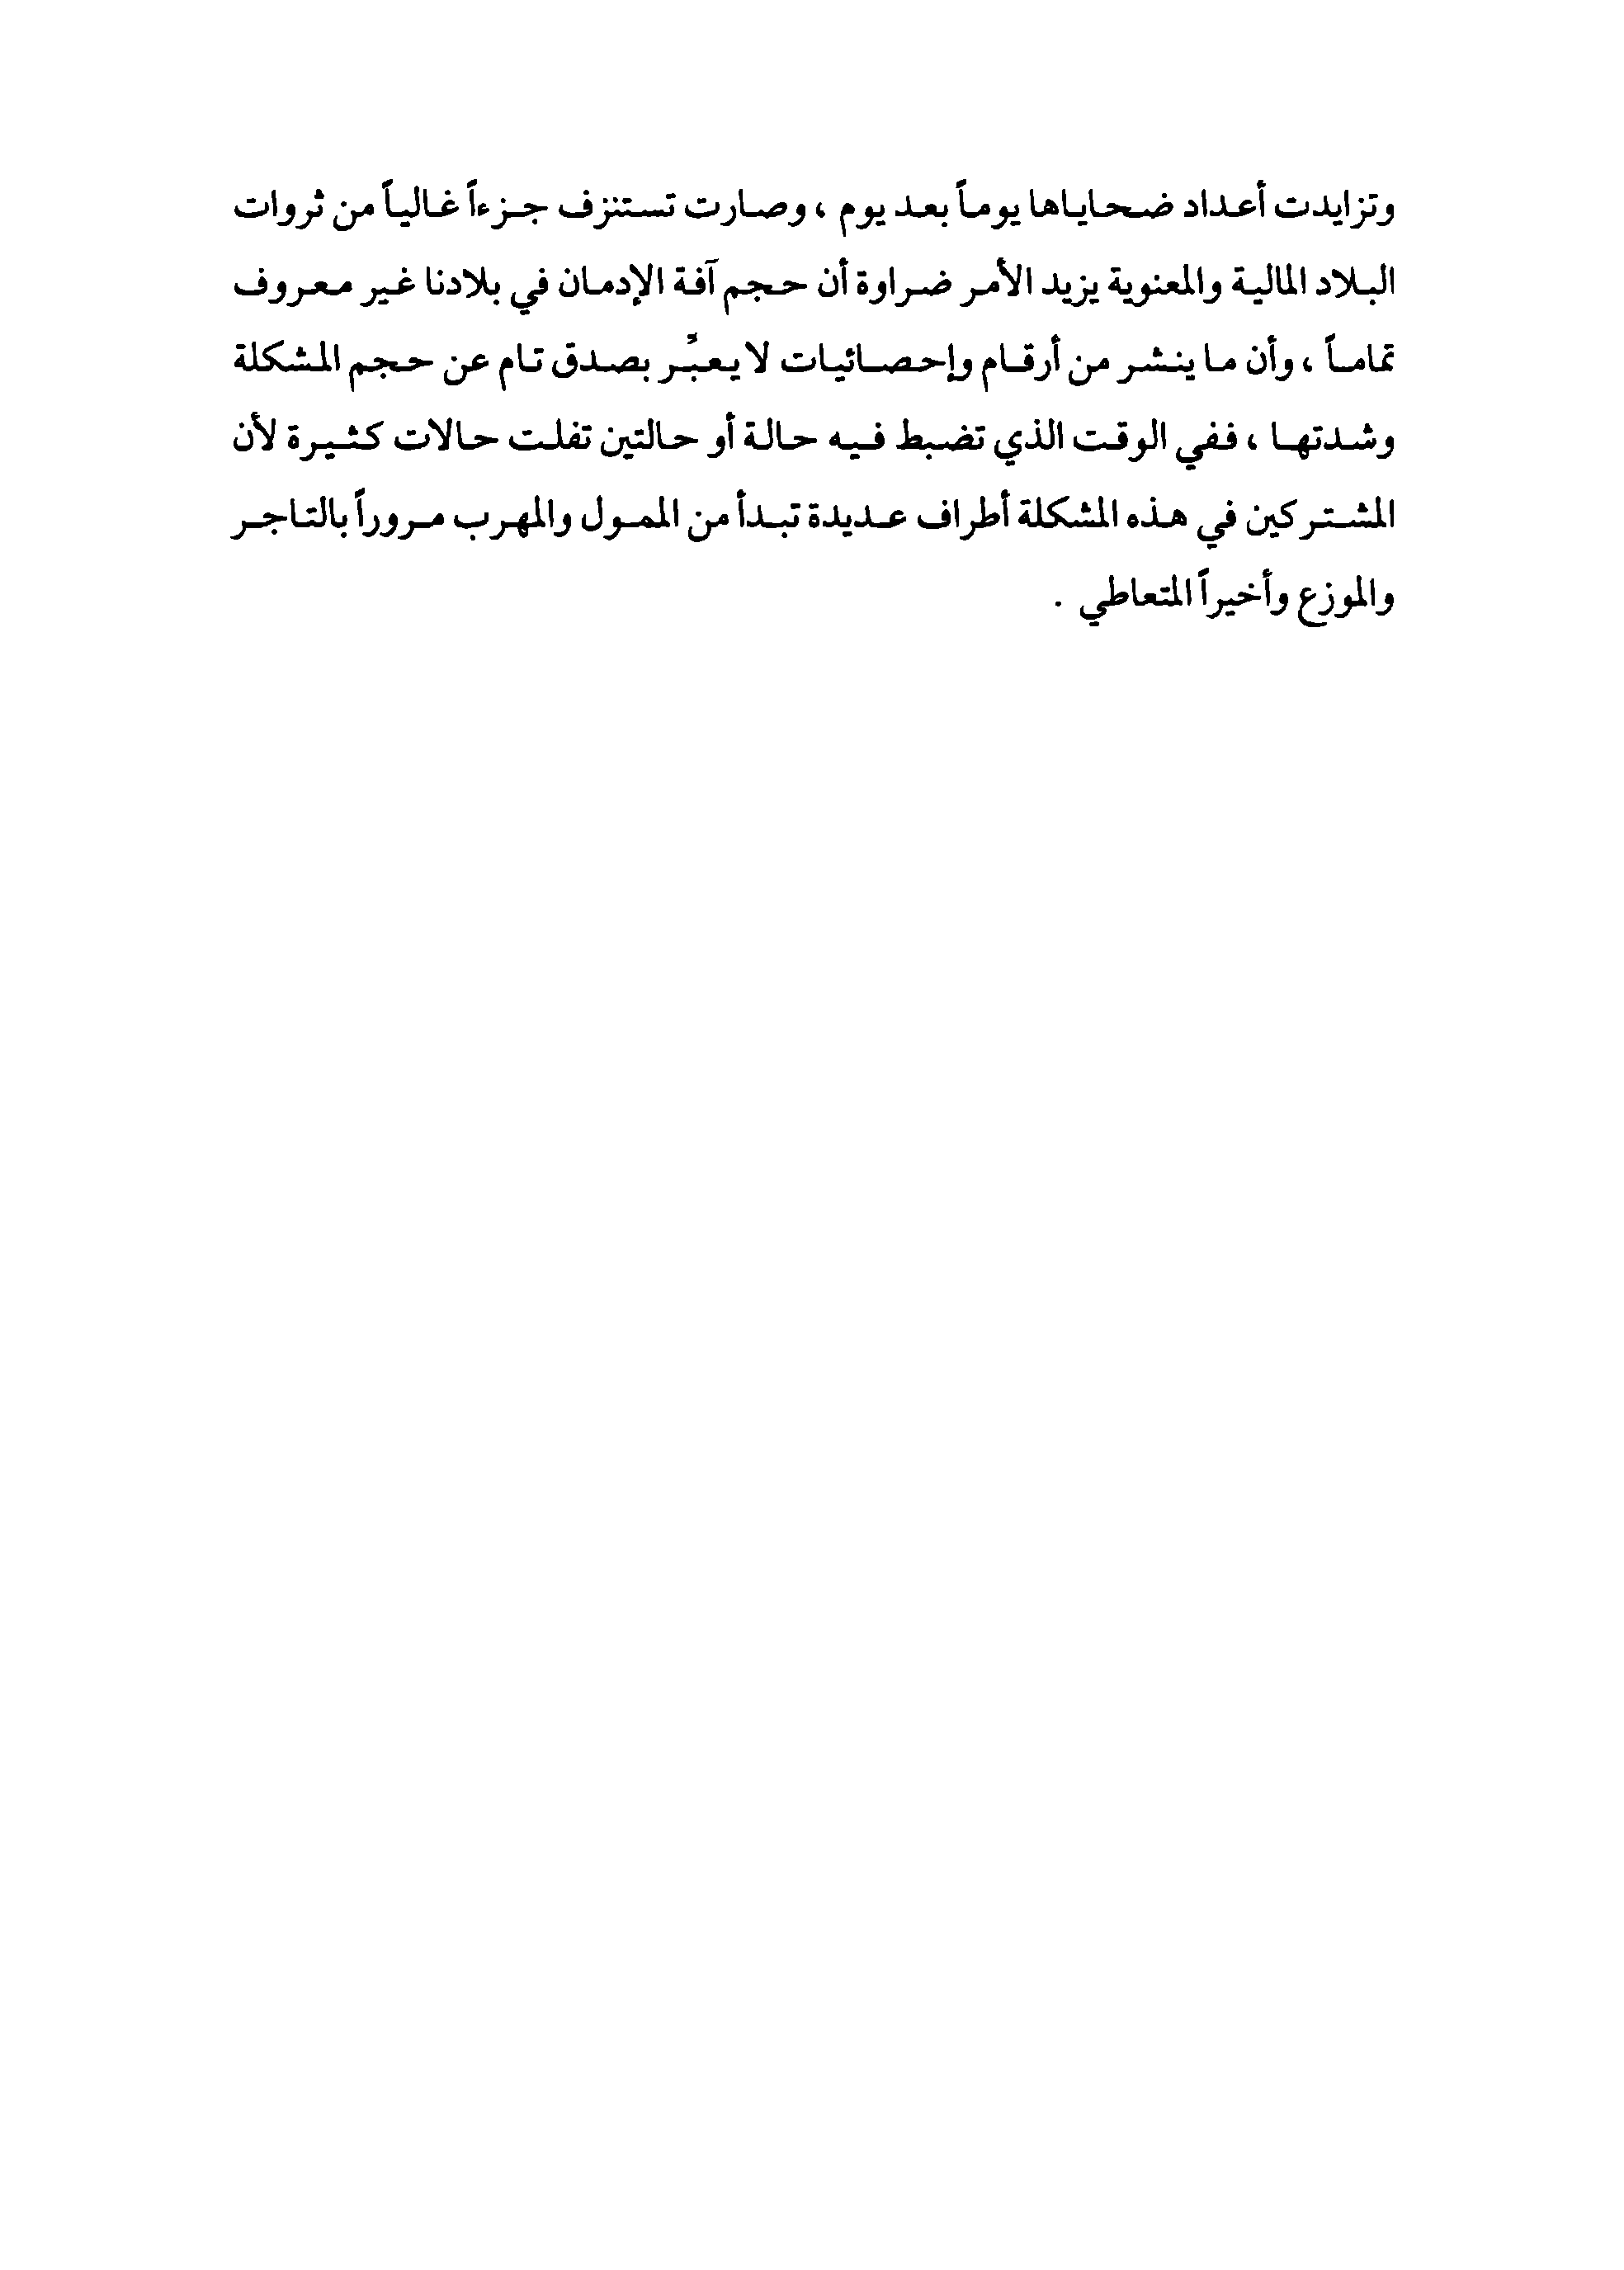 وتزايدت أعداد ضحاياها يوماً بعد يوم ، وصارت تستنزف جزءاً غالياً من ثروات
البلاد المالية والمعنوية يزيد الأمر ضراوة أن حجم آفة الإدمان في بلادنا غير معروف
تماماً ، وأن ما ينشر من أرقام وإحصائيات لا يعبِّر بصدق تام عن حجم المشكلة
وشدتها ، ففي الوقت الذي تضبط فيه حالة أو حالتين تفلت حالات كثيرة لأن
المشتركين في هذه المشكلة أطراف عديدة تبدأ من الممول والمهرب مروراً بالتاجر
والموزع وأخيراً المتعاطي .